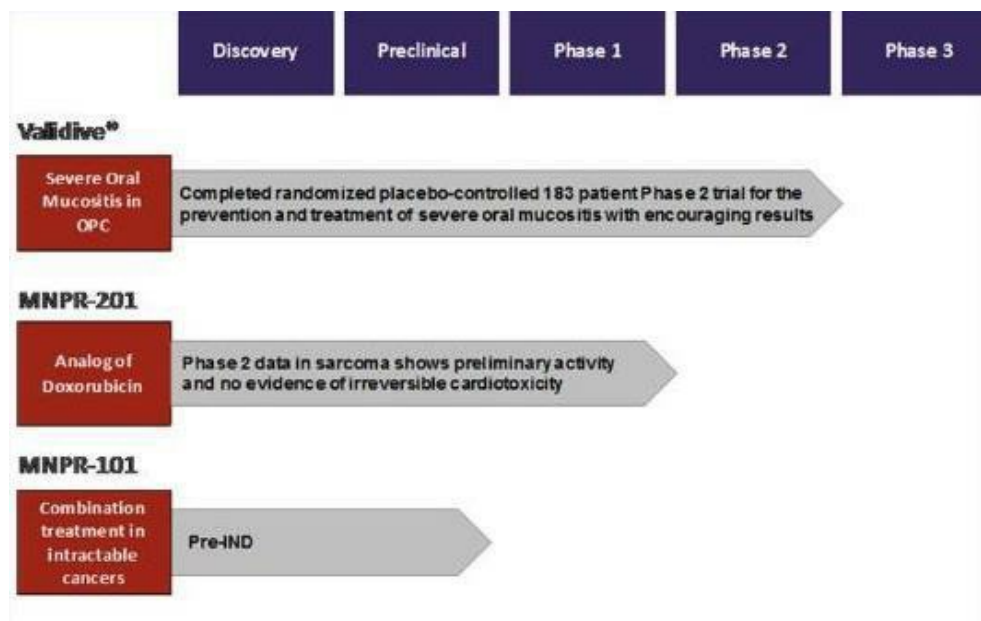 Discovery Preclinical Phase 1 Phase 2 Phase 3
Validive®
Severe Oral
Mucositis in
OPC
Completed randomized placebo-controlled 183 patient Phase 2 trial for the
prevention and treatment of severe oral mucositis with encouraging results
MNPR-201
Analog of
Doxorubicin
Phase 2 data in sarcoma shows preliminary activity
and no evidence of irreversible cardiotoxicity
MNPR-101
Combination
treatment in
intractable
cancers
Pre-IND